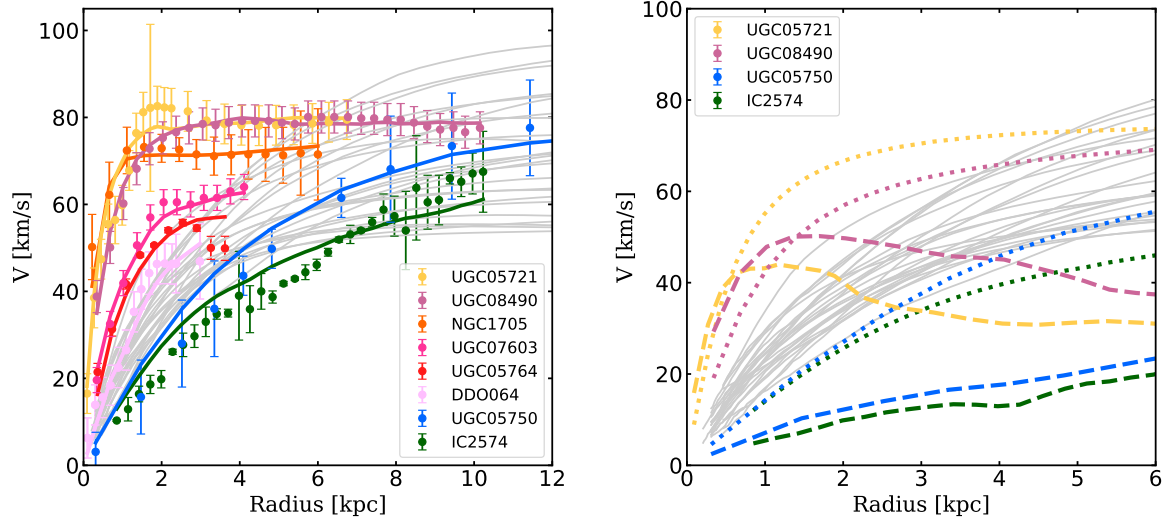 V [km/s]
100
80
60
40
20
0
0 2 4 6 8 10 12
Radius [kpc]
UGC05721
UGC08490
NGC1705
UGC07603
UGC05764
DDO064
UGC05750
IC2574
V [km/s]
100
80
60
40
20
0
0 1 2 3 4 5 6
Radius [kpc]
UGC05721
UGC08490
UGC05750
IC2574